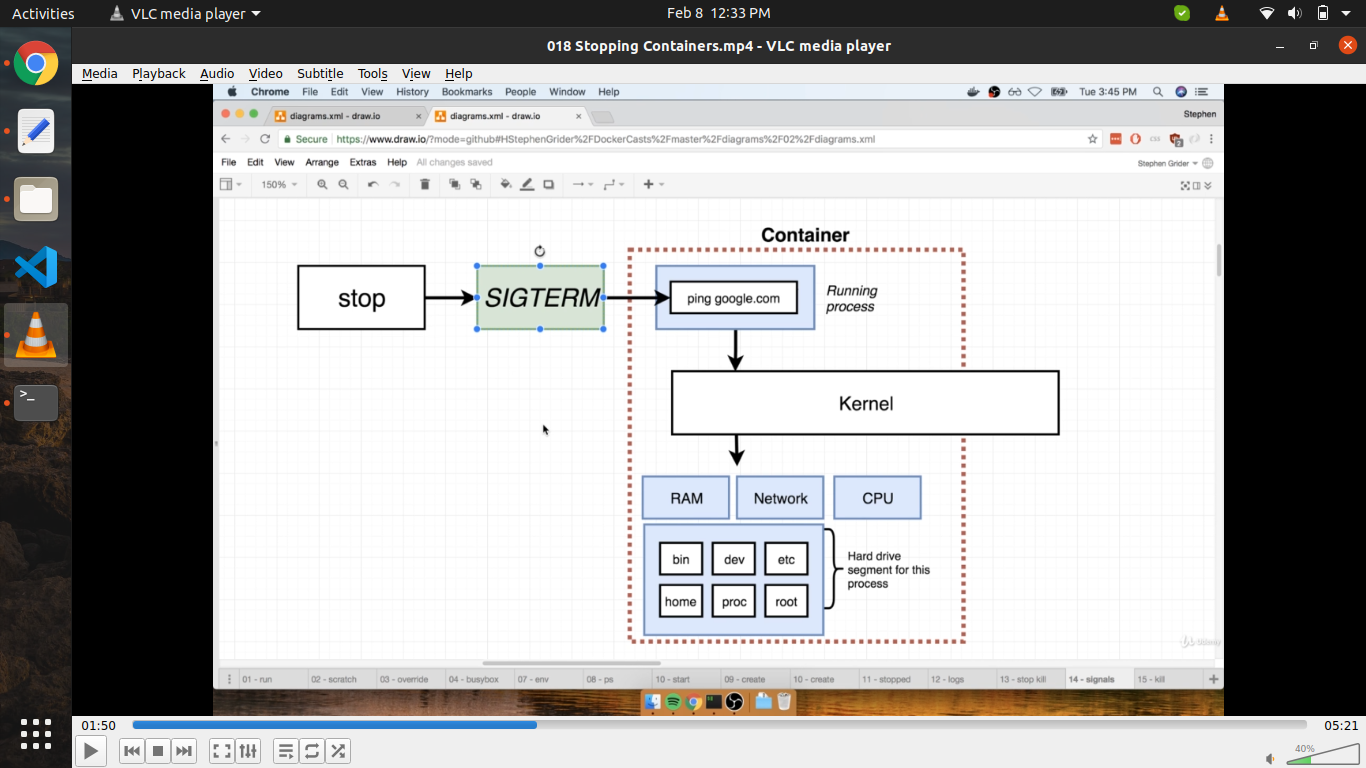 Activities VLC media player Feb 8 12:33 PM
018 Stopping Containers.mp4 - VLC media player
Media Playback Audio Video Subtitle Tools View Help
Chrome File Edit View History Bookmarks People Window Help Tue 3:45 PM
diagrams.xml - draw.io diagrams.xml - draw.io Stephen
Secure https://www.draw.io/?mode=github#HStephenGrider%2FDockerCasts%2Fmaster%2Fdiagrams%2F02%2Fdiagrams.xml
File Edit View Arrange Extras Help All changes saved Stephen Grider
150%
Container
stop
SIGTERM
ping google.com
Running
process
Kernel
RAM Network CPU
bin dev etc
home proc root
Hard drive
segment for this
process
01 - run 02 - scratch 03 - override 04 - busybox 07 - env 08 - ps 10 - start 09 - create 10 - create 11 - stopped 12 - logs 13 - stop kill 14 - signals 15 - kill
01:50 05:21
40%